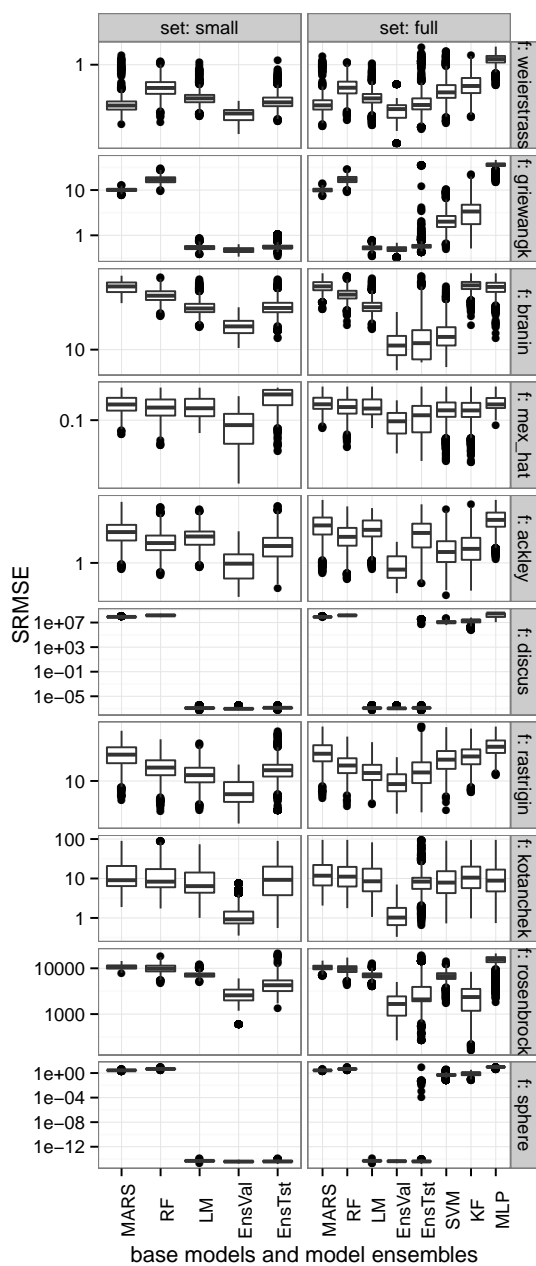 set: small
set: full
1
f: weierstrass
10
1
f: griewangk
10
f: branin
0.1
f: mex_hat
1
f: ackley
1e+07
1e+03
1e-01
1e-05
f: discus
10
f: rastrigin
100
10
1
f: kotanchek
10000
1000
f: rosenbrock
1e+00
1e-04
1e-08
1e-12
f: sphere
SRMSE
MARS
RF
LM
EnsVal
EnsTst
MARS
RF
LM
EnsVal
EnsTst
SVM
KF
MLP
base models and model ensembles